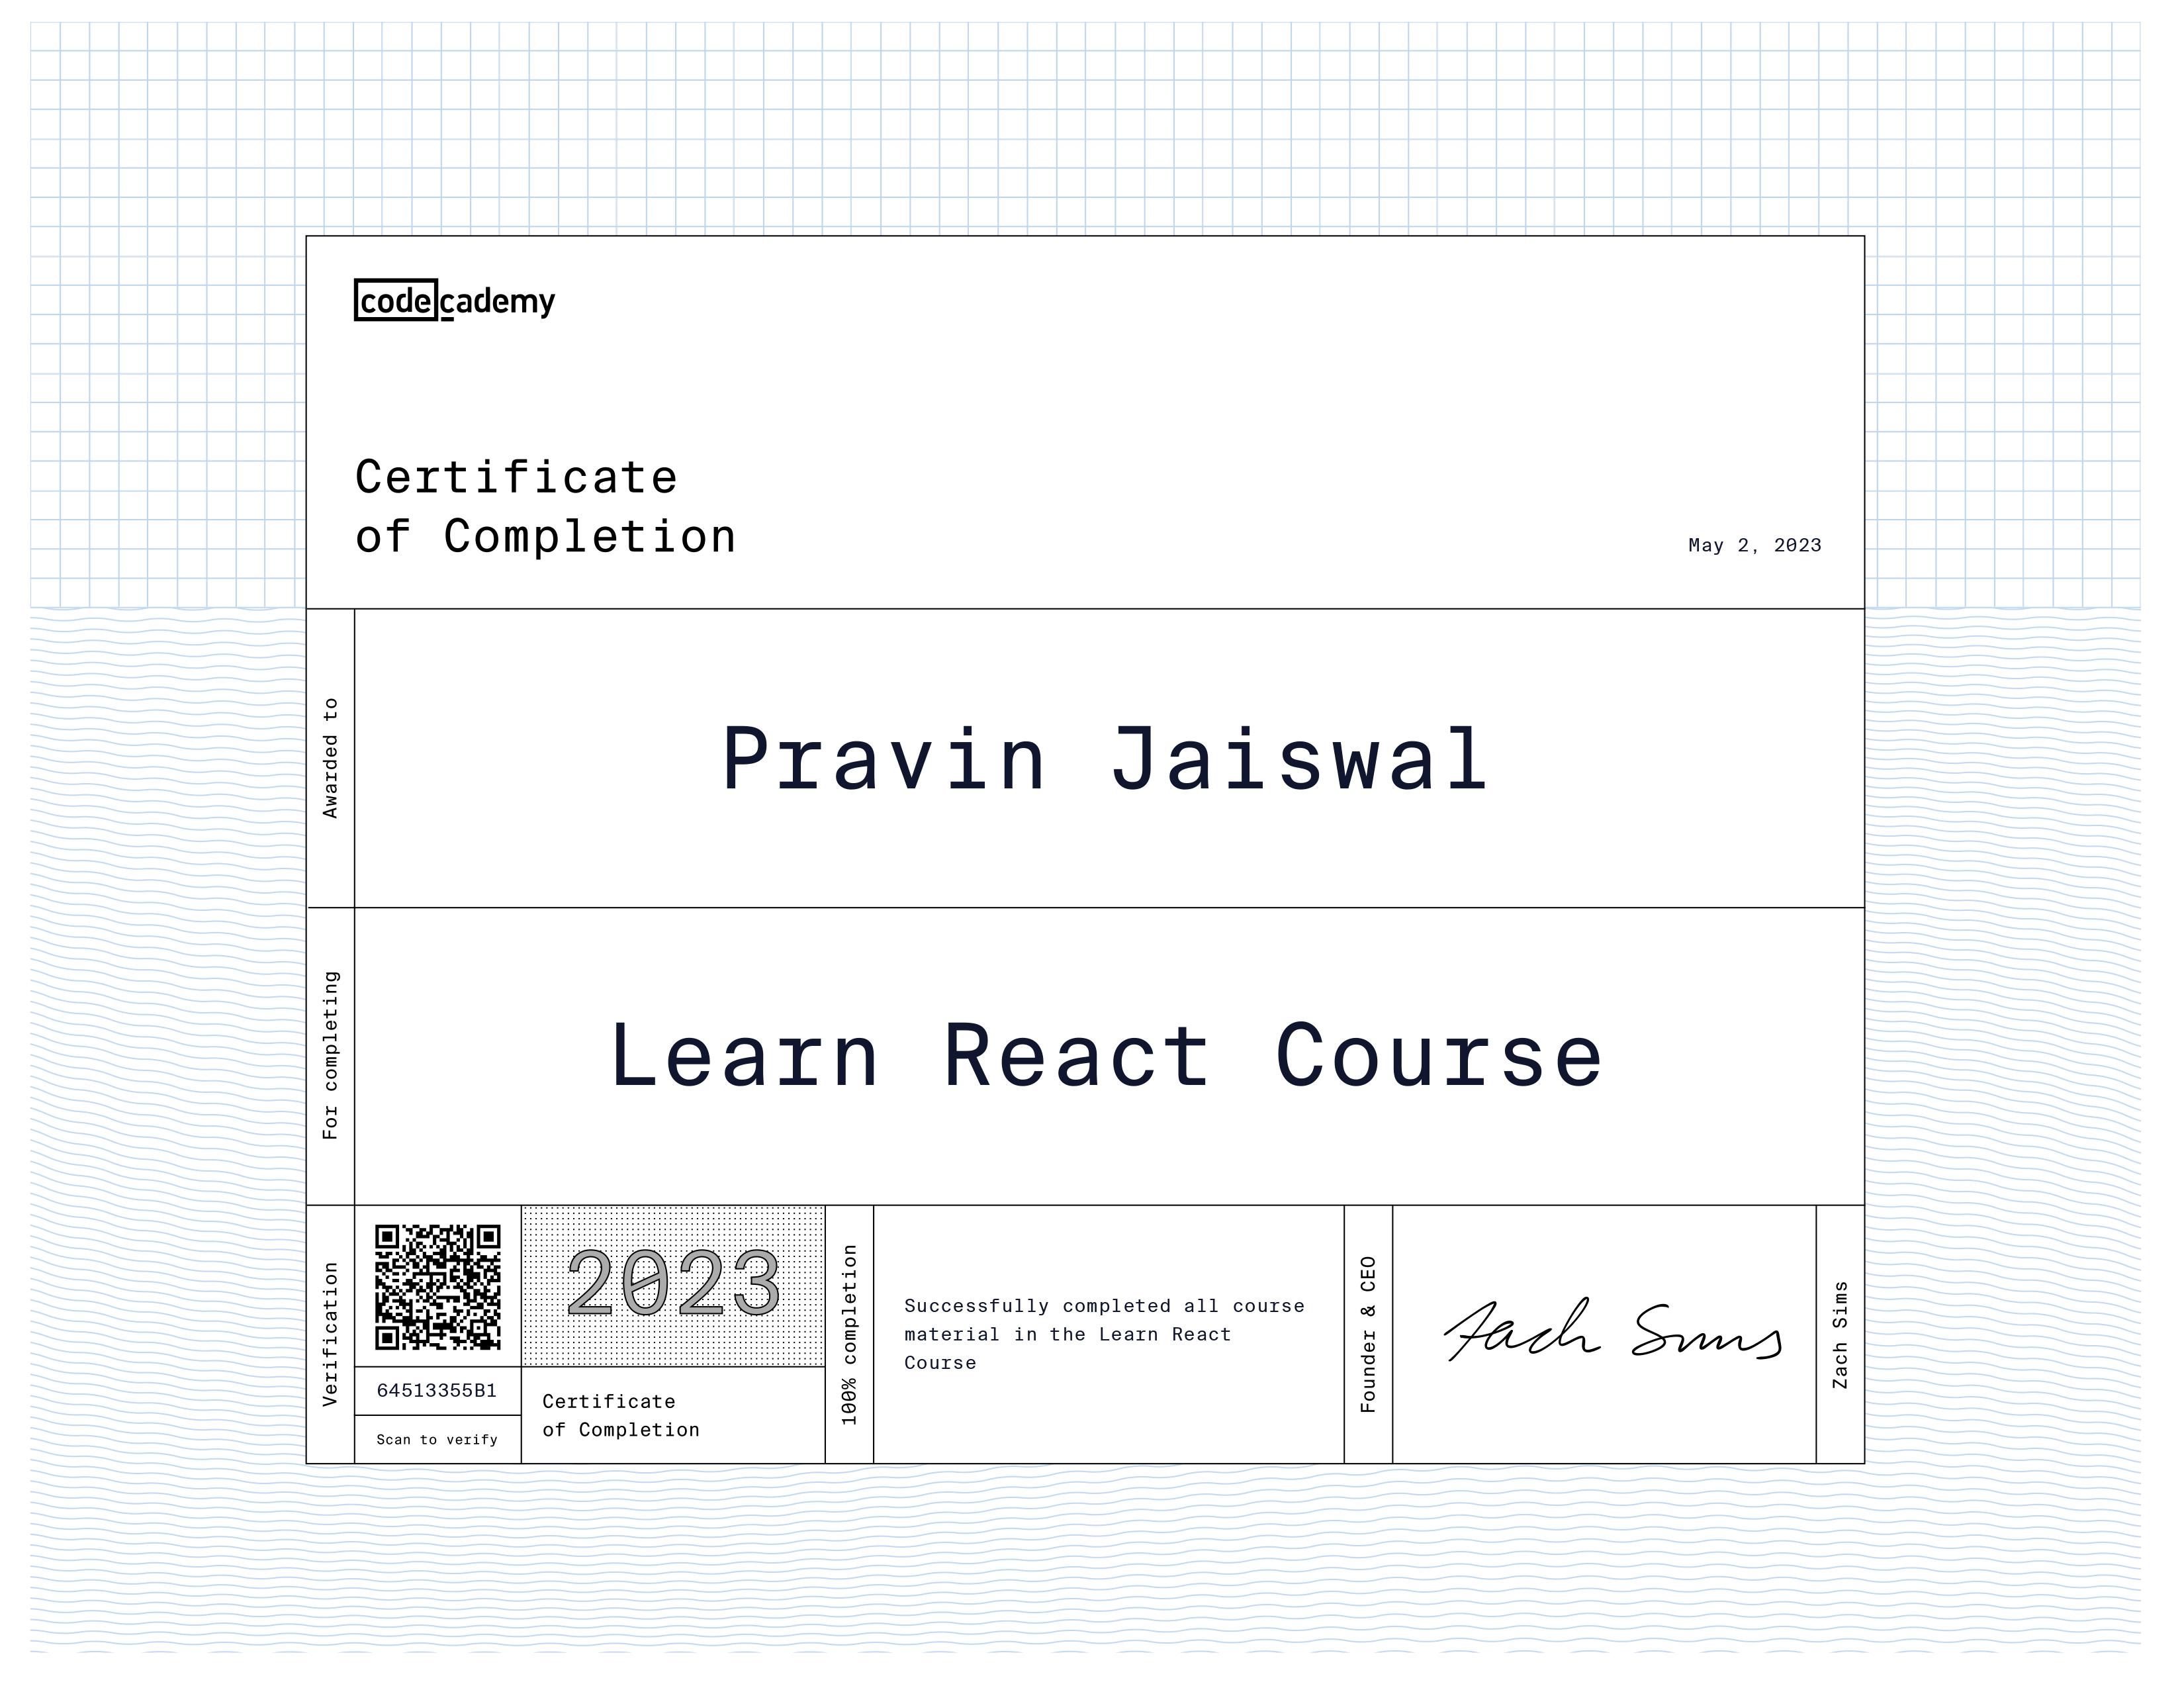 codecademy
Certificate
of Completion
May 2, 2023
Awarded to
Pravin Jaiswal
For completing
Learn React Course
Verification
64513355B1
Scan to verify
2023
Certificate
of Completion
100% completion
Successfully completed all course
material in the Learn React
Course
Founder & CEO
Zach Sims
Zach Sims